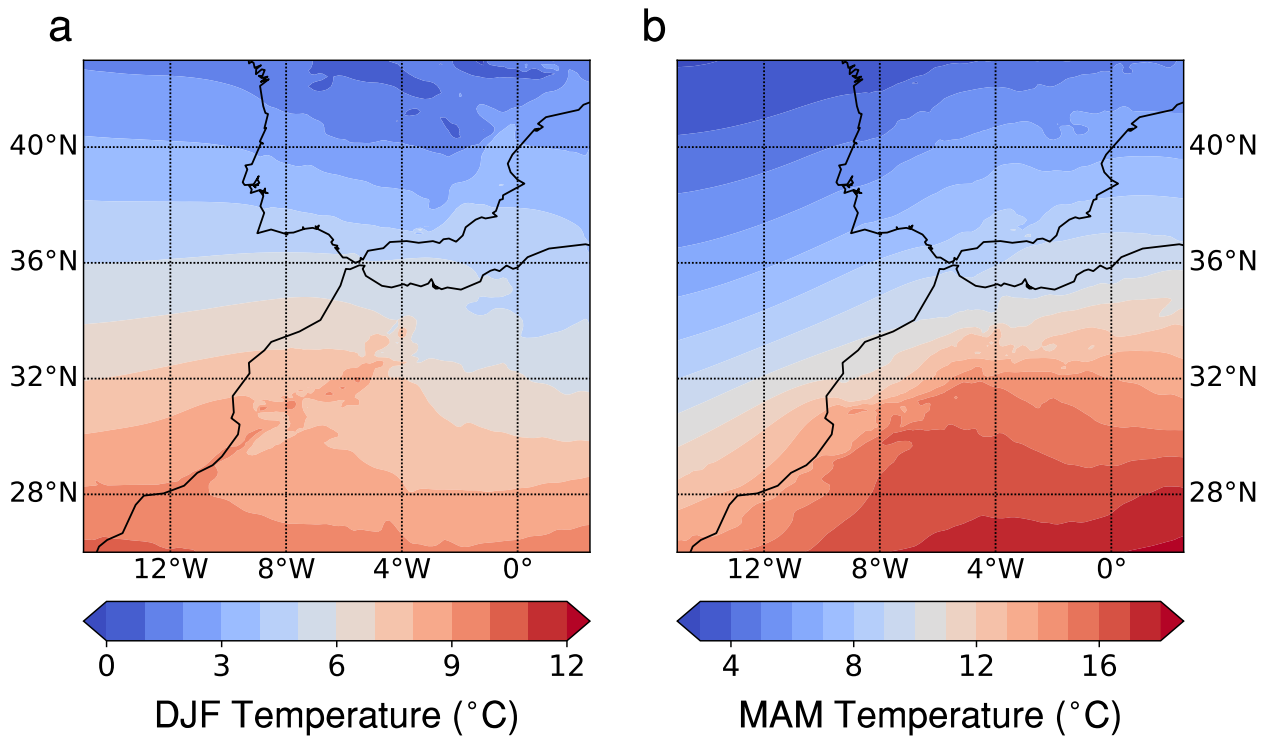 a b
40°N 40°N
36°N 36°N
32°N 32°N
28°N 28°N
12°W 8°W 4°W 0° 12°W 8°W 4°W 0°
0 3 6 9 12 4 8 12 16
DJF Temperature (°C) MAM Temperature (°C)